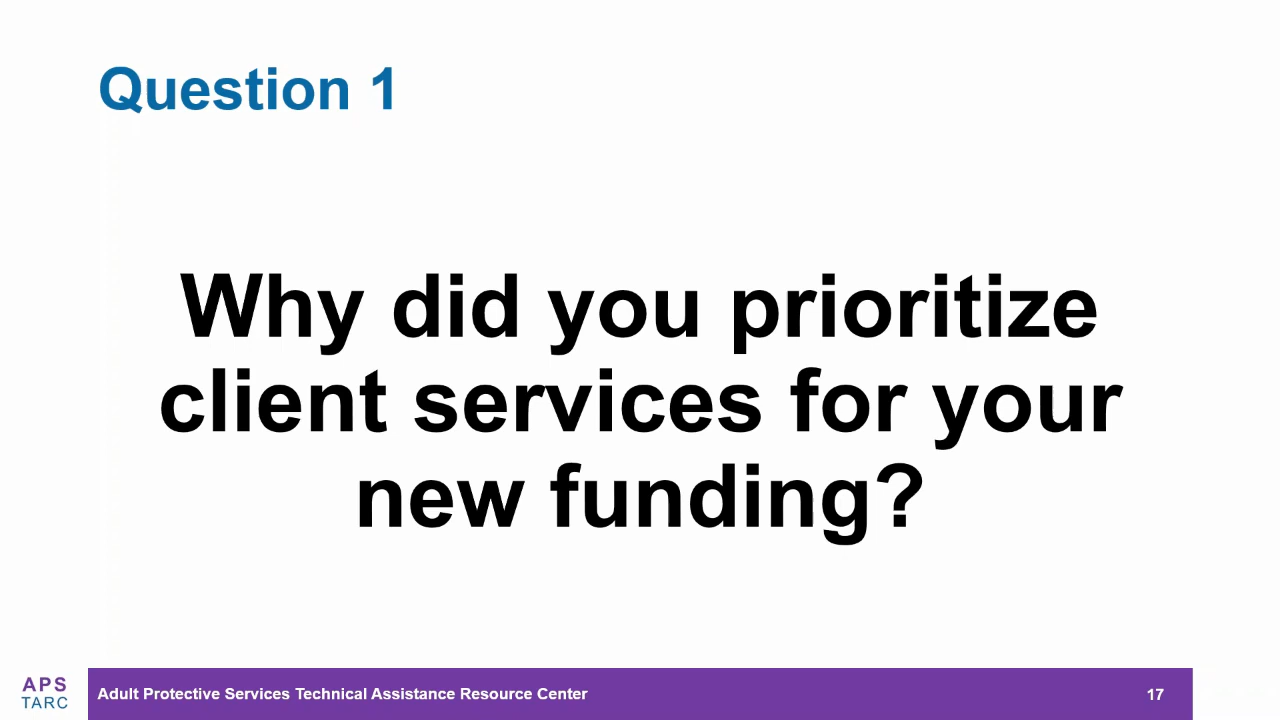 Question 1
Why did you prioritize
client services for your
new funding?
APS
TARC
Adult Protective Services Technical Assistance Resource Center
17